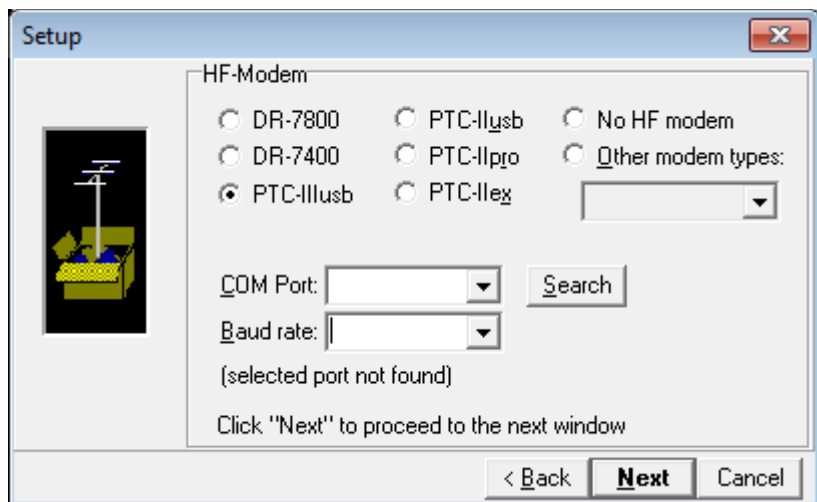 Setup
HF-Modem
DR-7800 PTC-IIusb No HF modem
DR-7400 PTC-IIpro Other modem types:
PTC-IIIusb PTC-IIex
COM Port: Search
Baud rate:
(selected port not found)
Click "Next" to proceed to the next window
< Back Next Cancel